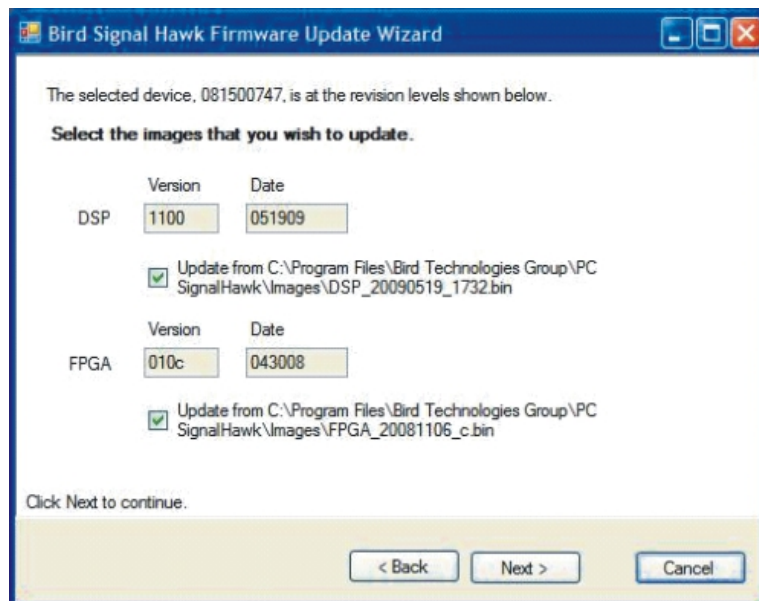 Bird Signal Hawk Firmware Update Wizard
The selected device, 081500747, is at the revision levels shown below.
Select the images that you wish to update.
Version Date
DSP 1100 051909
Update from C:\Program Files\Bird Technologies Group\PC
SignalHawk\Images\DSP_20090519_1732.bin
Version Date
FPGA 010c 043008
Update from C:\Program Files\Bird Technologies Group\PC
SignalHawk\Images\FPGA_20081106_c.bin
Click Next to continue.
< Back Next > Cancel